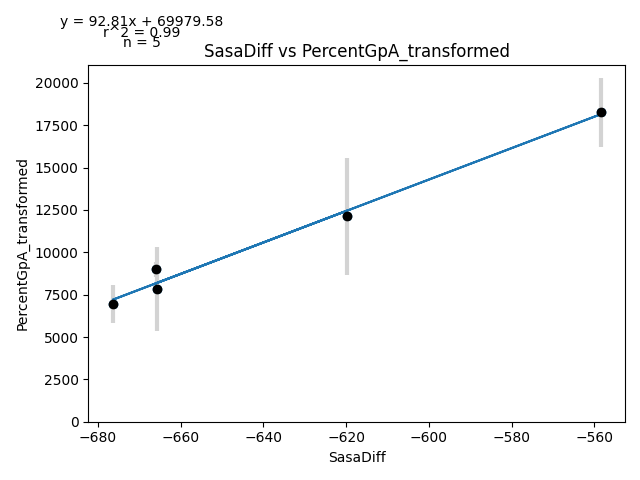 y = 92.81x + 69979.58
r^2 = 0.99
n = 5
SasaDiff vs PercentGpA_transformed
PercentGpA_transformed
20000
17500
15000
12500
10000
7500
5000
2500
0
−680
−660
−640
−620
−600
−580
−560
SasaDiff